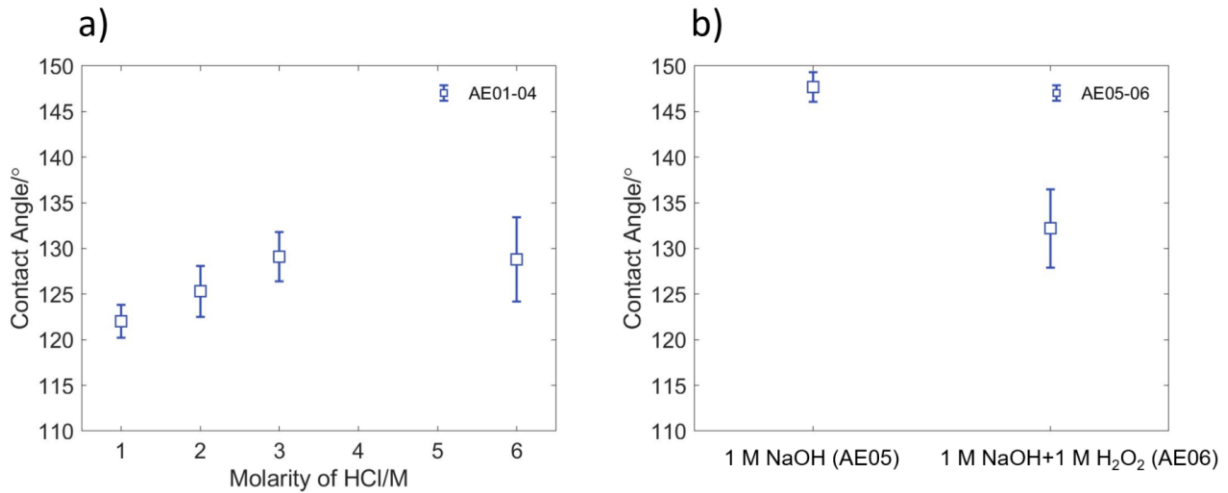 a)
150
145
140
135
130
125
120
115
110
Contact Angle/°
AE01-04
1 2 3 4 5 6
Molarity of HCl/M
b)
150
145
140
135
130
125
120
115
110
Contact Angle/°
AE05-06
1 M NaOH (AE05) 1 M NaOH+1 M H₂O₂ (AE06)